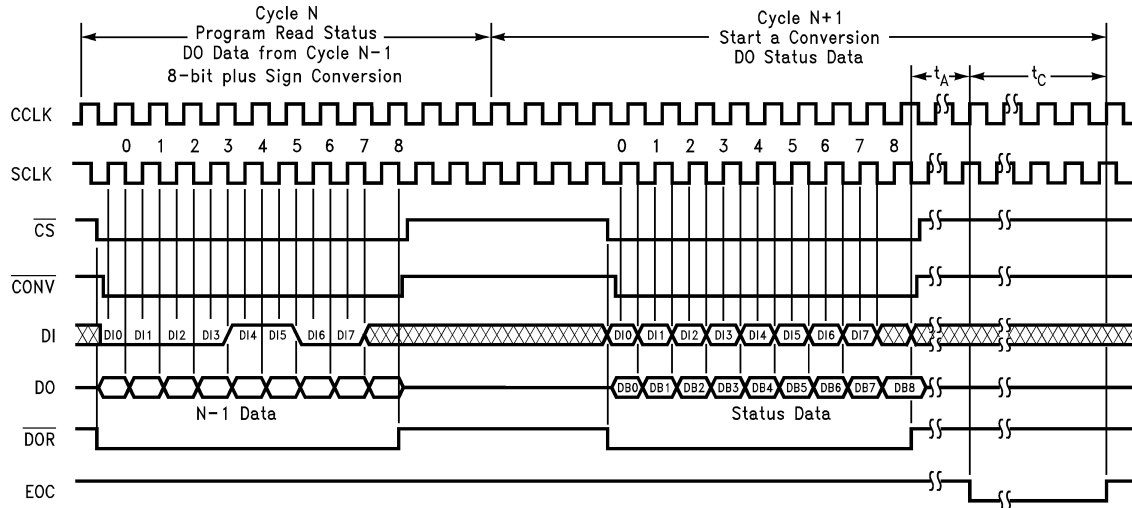 Cycle N
Program Read Status
DO Data from Cycle N-1
8-bit plus Sign Conversion
Cycle N+1
Start a Conversion
DO Status Data
tA
tC
CCLK
0 1 2 3 4 5 6 7 8
0 1 2 3 4 5 6 7 8
SCLK
CS
CONV
DI
DI0 DI1 DI2 DI3 DI4 DI5 DI6 DI7
DI0 DI1 DI2 DI3 DI4 DI5 DI6 DI7
DO
DB0 DB1 DB2 DB3 DB4 DB5 DB6 DB7 DB8
N-1 Data
Status Data
DOR
EOC